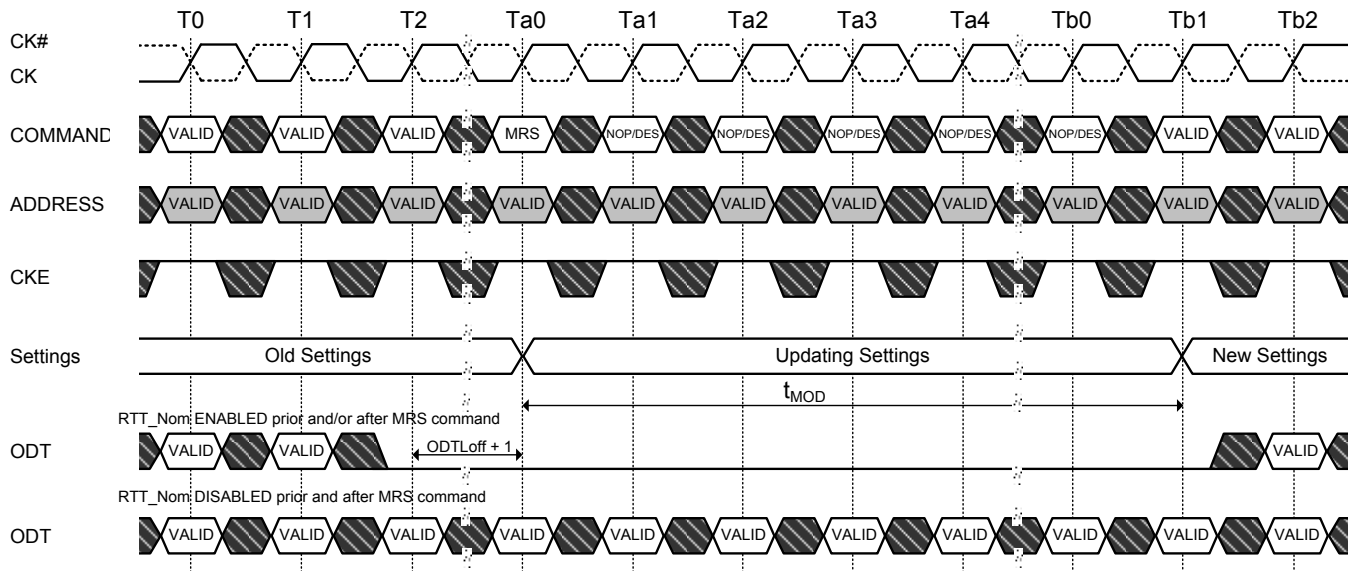 T0 T1 T2 Ta0 Ta1 Ta2 Ta3 Ta4 Tb0 Tb1 Tb2
CK#
CK
COMMAND VALID VALID VALID MRS NOP/DES NOP/DES NOP/DES NOP/DES NOP/DES VALID VALID
ADDRESS VALID VALID VALID VALID VALID VALID VALID VALID VALID VALID VALID
CKE
Settings Old Settings Updating Settings New Settings
tMOD
RTT_Nom ENABLED prior and/or after MRS command
ODT VALID VALID ODTLoff + 1 VALID
RTT_Nom DISABLED prior and after MRS command
ODT VALID VALID VALID VALID VALID VALID VALID VALID VALID VALID VALID